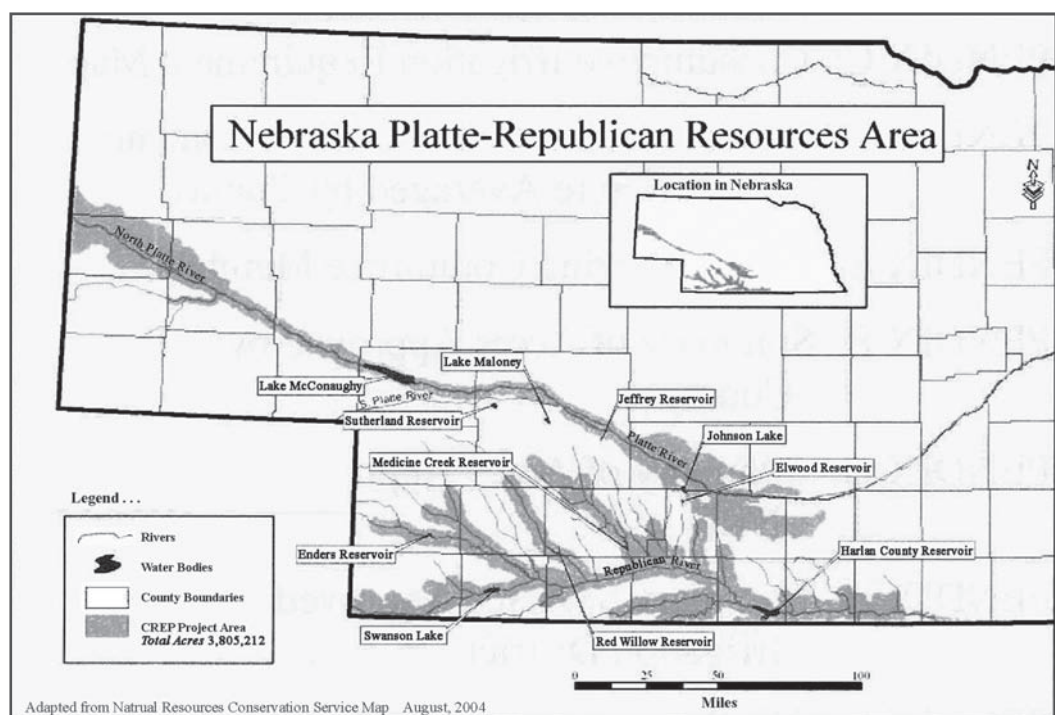 Nebraska Platte-Republican Resources Area
Location in Nebraska
N
North Platte River
Lake McConaughy
Lake Maloney
S. Platte River
Sutherland Reservoir
Jeffrey Reservoir
Platte River
Johnson Lake
Medicine Creek Reservoir
Elwood Reservoir
Enders Reservoir
Republican River
Harlan County Reservoir
Swanson Lake
Red Willow Reservoir
Legend . . .
Rivers
Water Bodies
County Boundaries
CREP Project Area
Total Acres 3,805,212
0 50 100
Miles
Adapted from Natrual Resources Conservation Service Map August, 2004